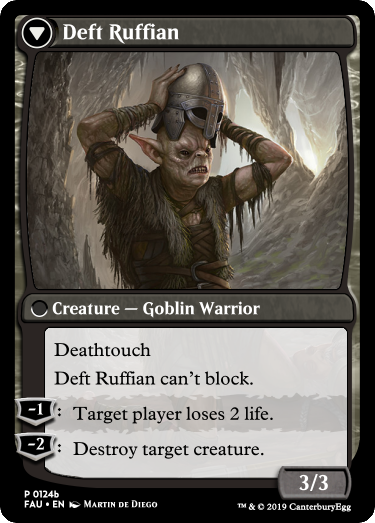 Deft Ruffian
Creature — Goblin Warrior
Deathtouch
Deft Ruffian can't block.
-1: Target player loses 2 life.
-2: Destroy target creature.
3/3
P 0124b
FAU • EN Martin de Diego
™ & © 2019 CanterburyEgg